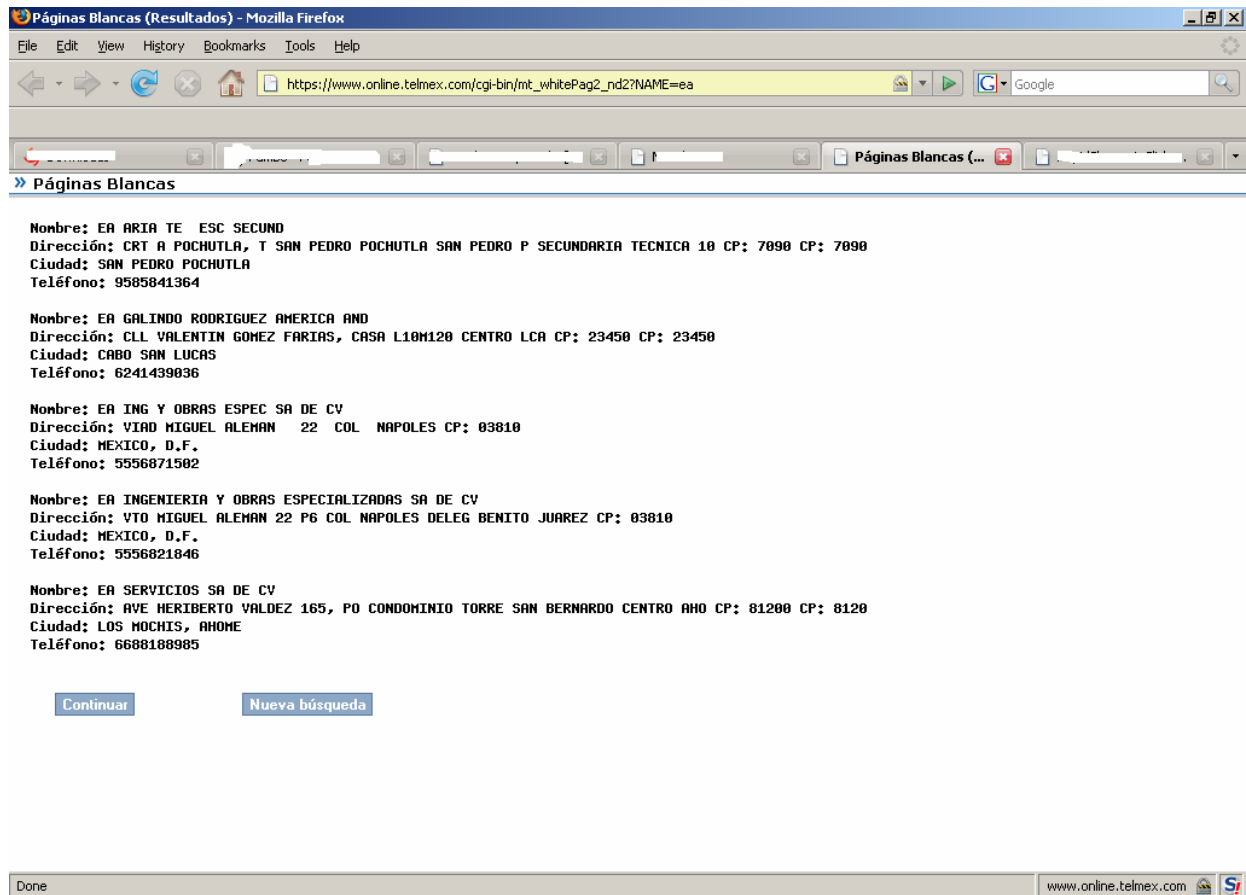 Páginas Blancas (Resultados) - Mozilla Firefox
File Edit View History Bookmarks Tools Help
https://www.online.telmex.com/cgi-bin/mt_whitePag2_nd2?NAME=ea
G Google
Páginas Blancas (...
» Páginas Blancas
Nombre: EA ARIA TE ESC SECUND
Dirección: CRT A POCHUTLA, T SAN PEDRO POCHUTLA SAN PEDRO P SECUNDARIA TECNICA 10 CP: 7090 CP: 7090
Ciudad: SAN PEDRO POCHUTLA
Teléfono: 9585841364
Nombre: EA GALINDO RODRIGUEZ AMERICA AND
Dirección: CLL VALENTIN GOMEZ FARIAS, CASA L10M120 CENTRO LCA CP: 23450 CP: 23450
Ciudad: CABO SAN LUCAS
Teléfono: 6241439036
Nombre: EA ING Y OBRAS ESPEC SA DE CV
Dirección: VIAD MIGUEL ALEMAN 22 COL NAPOLES CP: 03810
Ciudad: MEXICO, D.F.
Teléfono: 5556871502
Nombre: EA INGENIERIA Y OBRAS ESPECIALIZADAS SA DE CV
Dirección: VTO MIGUEL ALEMAN 22 P6 COL NAPOLES DELEG BENITO JUAREZ CP: 03810
Ciudad: MEXICO, D.F.
Teléfono: 5556821846
Nombre: EA SERVICIOS SA DE CV
Dirección: AVE HERIBERTO VALDEZ 165, PO CONDOMINIO TORRE SAN BERNARDO CENTRO AHO CP: 81200 CP: 8120
Ciudad: LOS MOCHIS, AHOME
Teléfono: 6688188985
Continuar Nueva búsqueda
Done www.online.telmex.com